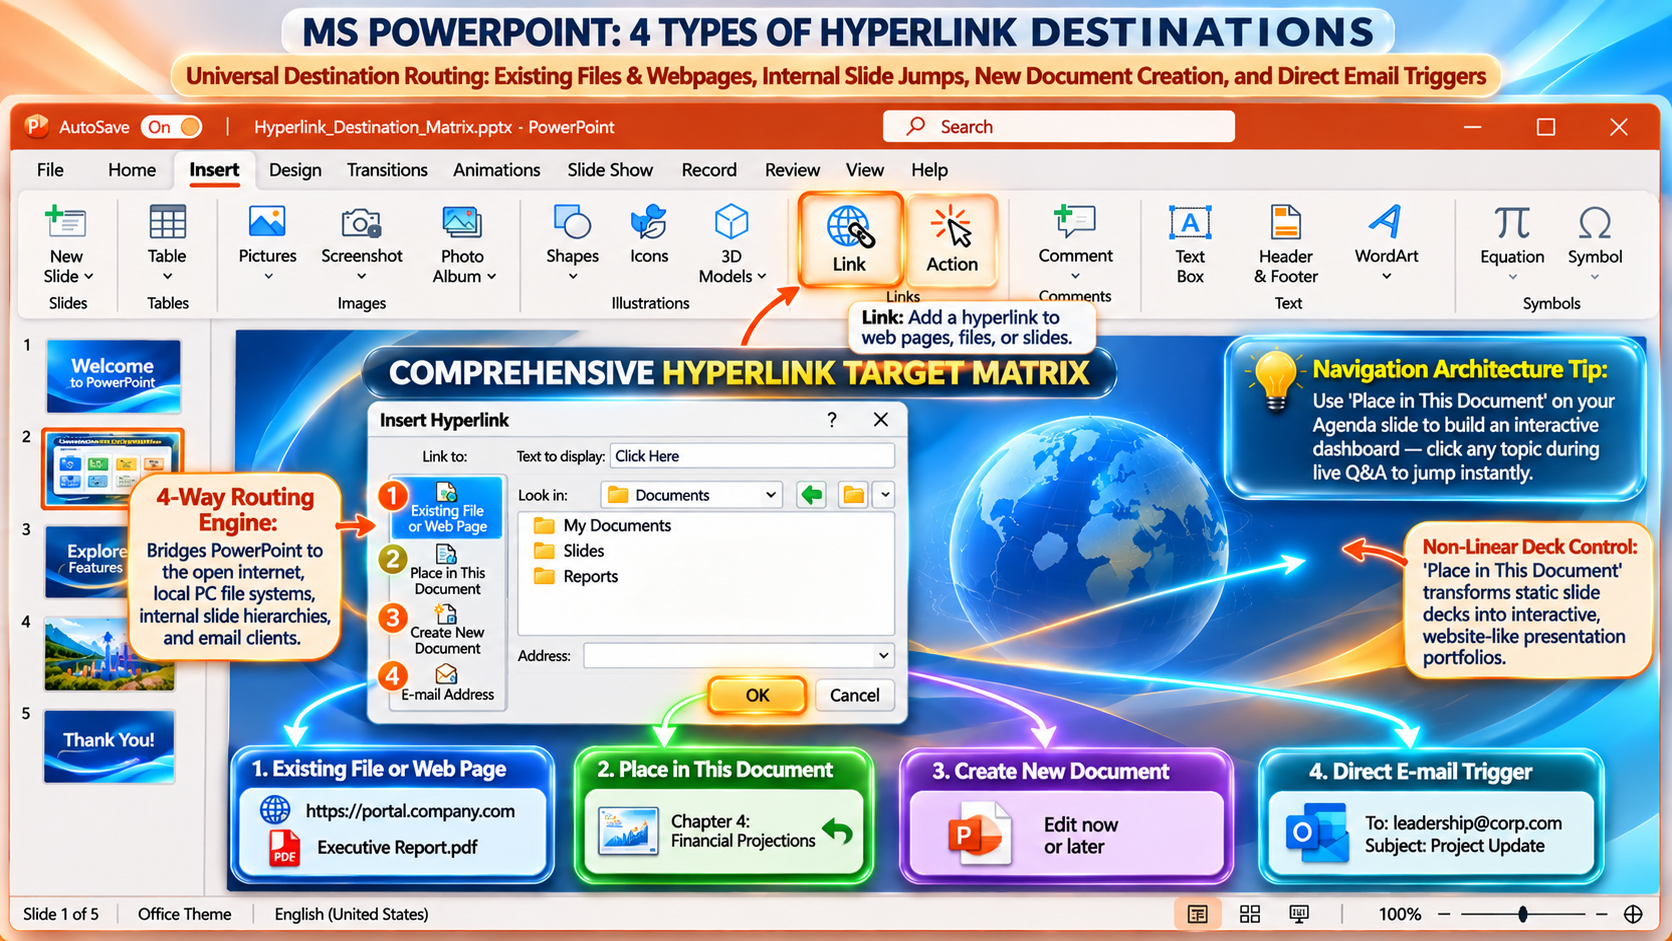 MS POWERPOINT: 4 TYPES OF HYPERLINK DESTINATIONS
Universal Destination Routing: Existing Files & Webpages, Internal Slide Jumps, New Document Creation, and Direct Email Triggers
P
AutoSave On | Hyperlink_Destination_Matrix.pptx - PowerPoint
Search
File Home Insert Design Transitions Animations Slide Show Record Review View Help
New
Slide
Slides
Table
Tables
Pictures
Screenshot
Photo
Album
Images
Shapes
Icons
3D
Models
Illustrations
Link
Action
Links
Comment
Comments
A
Text
Box
Header
& Footer
A
WordArt
Text
π
Equation
Ω
Symbol
Symbols
Link: Add a hyperlink to
web pages, files, or slides.
1
Welcome
to PowerPoint
2
3
Explore
Features
4
5
Thank You!
4-Way Routing
Engine:
Bridges PowerPoint to
the open internet,
local PC file systems,
internal slide hierarchies,
and email clients.
COMPREHENSIVE HYPERLINK TARGET MATRIX
Insert Hyperlink
?
Link to:
Text to display: Click Here
1
Existing File
or Web Page
2
Place in This
Document
3
Create New
Document
4
E-mail Address
Look in: Documents
My Documents
Slides
Reports
Address:
OK
Cancel
Navigation Architecture Tip:
Use 'Place in This Document' on your
Agenda slide to build an interactive
dashboard — click any topic during
live Q&A to jump instantly.
Non-Linear Deck Control:
'Place in This Document'
transforms static slide
decks into interactive,
website-like presentation
portfolios.
1. Existing File or Web Page
https://portal.company.com
PDF
Executive Report.pdf
2. Place in This Document
Chapter 4:
Financial Projections
3. Create New Document
P
Edit now
or later
4. Direct E-mail Trigger
O
To: leadership@corp.com
Subject: Project Update
Slide 1 of 5
Office Theme
English (United States)
100%